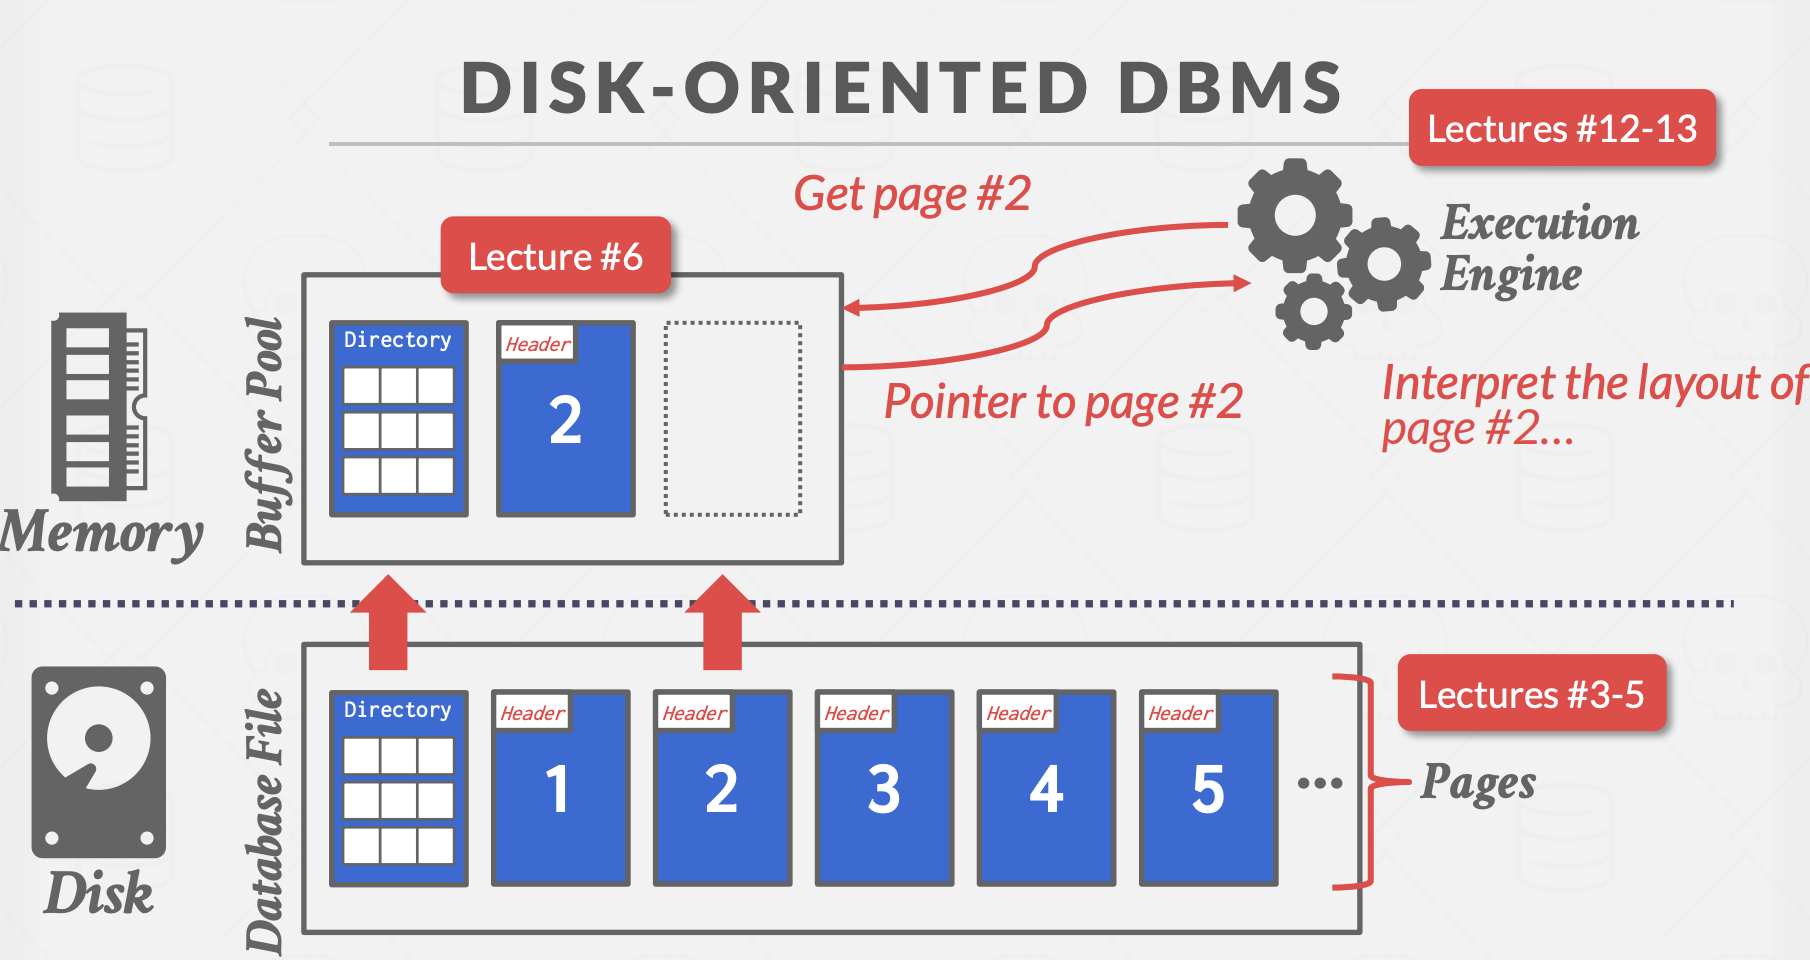 DISK-ORIENTED DBMS
Lectures #12-13
Get page #2
Execution
Engine
Lecture #6
Buffer Pool
Directory
Header
2
Pointer to page #2
Interpret the layout of
page #2...
Memory
Database File
Directory
Header
1
Header
2
Header
3
Header
4
Header
5
...
Lectures #3-5
Pages
Disk